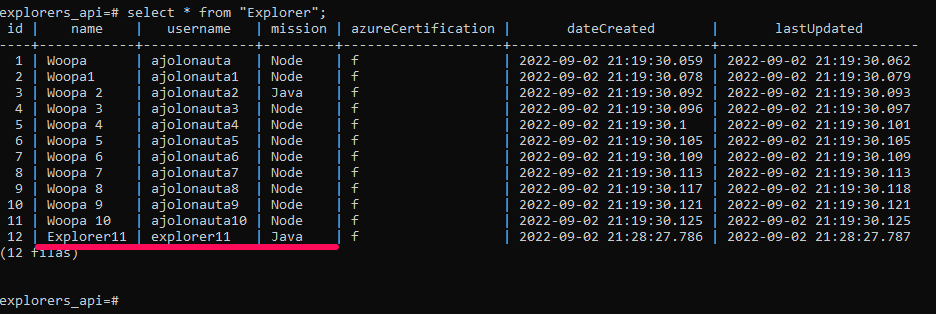 explorers_api=# select * from "Explorer";
 id |    name    |  username   | mission | azureCertification |       dateCreated       |       lastUpdated
----+------------+-------------+---------+--------------------+-------------------------+-------------------------
  1 | Woopa      | ajolonauta  | Node    | f                  | 2022-09-02 21:19:30.059 | 2022-09-02 21:19:30.062
  2 | Woopa1     | ajolonauta1 | Node    | f                  | 2022-09-02 21:19:30.078 | 2022-09-02 21:19:30.079
  3 | Woopa 2    | ajolonauta2 | Java    | f                  | 2022-09-02 21:19:30.092 | 2022-09-02 21:19:30.093
  4 | Woopa 3    | ajolonauta3 | Node    | f                  | 2022-09-02 21:19:30.096 | 2022-09-02 21:19:30.097
  5 | Woopa 4    | ajolonauta4 | Node    | f                  | 2022-09-02 21:19:30.1   | 2022-09-02 21:19:30.101
  6 | Woopa 5    | ajolonauta5 | Node    | f                  | 2022-09-02 21:19:30.105 | 2022-09-02 21:19:30.105
  7 | Woopa 6    | ajolonauta6 | Node    | f                  | 2022-09-02 21:19:30.109 | 2022-09-02 21:19:30.109
  8 | Woopa 7    | ajolonauta7 | Node    | f                  | 2022-09-02 21:19:30.113 | 2022-09-02 21:19:30.113
  9 | Woopa 8    | ajolonauta8 | Node    | f                  | 2022-09-02 21:19:30.117 | 2022-09-02 21:19:30.118
 10 | Woopa 9    | ajolonauta9 | Node    | f                  | 2022-09-02 21:19:30.121 | 2022-09-02 21:19:30.121
 11 | Woopa 10   | ajolonauta10 | Node    | f                  | 2022-09-02 21:19:30.125 | 2022-09-02 21:19:30.125
 12 | Explorer11 | explorer11  | Java    | f                  | 2022-09-02 21:28:27.786 | 2022-09-02 21:28:27.787
(12 filas)
explorers_api=#